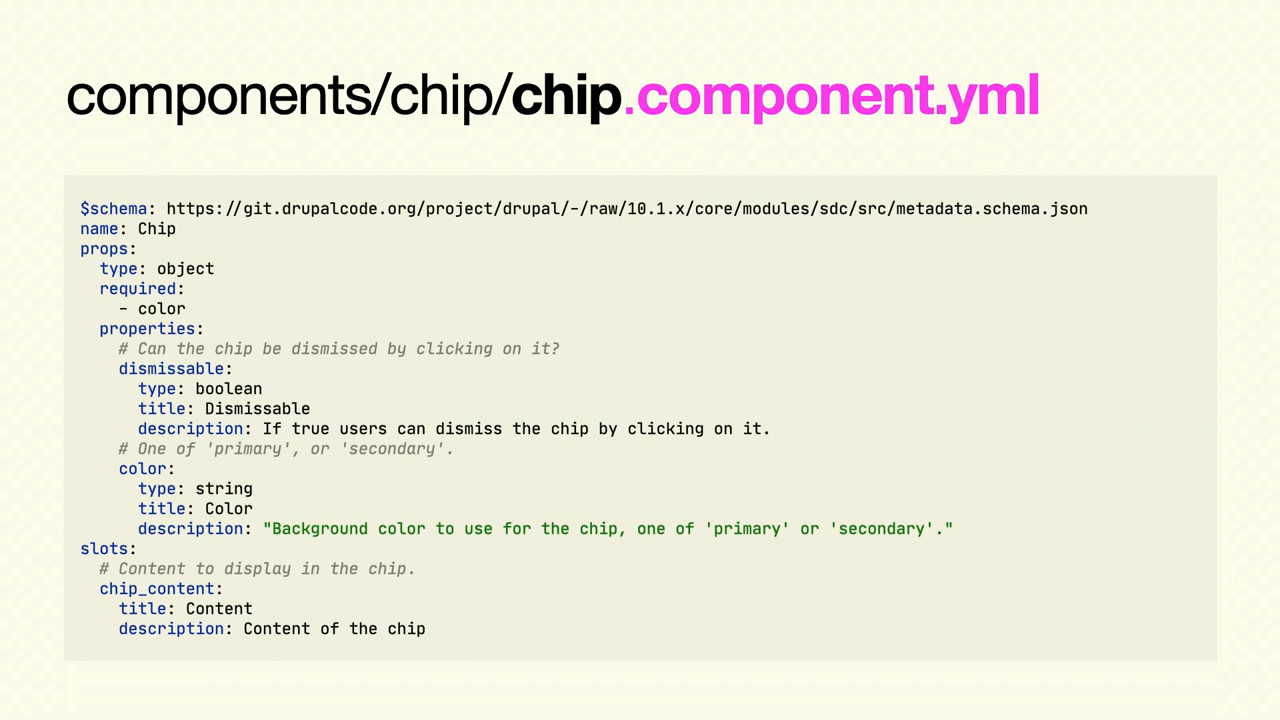 components/chip/chip.component.yml
$schema: https://git.drupalcode.org/project/drupal/-/raw/10.1.x/core/modules/sdc/src/metadata.schema.json
name: Chip
props:
  type: object
  required:
    - color
  properties:
    # Can the chip be dismissed by clicking on it?
    dismissable:
      type: boolean
      title: Dismissable
      description: If true users can dismiss the chip by clicking on it.
    # One of 'primary', or 'secondary'.
    color:
      type: string
      title: Color
      description: "Background color to use for the chip, one of 'primary' or 'secondary'."
slots:
  # Content to display in the chip.
  chip_content:
    title: Content
    description: Content of the chip